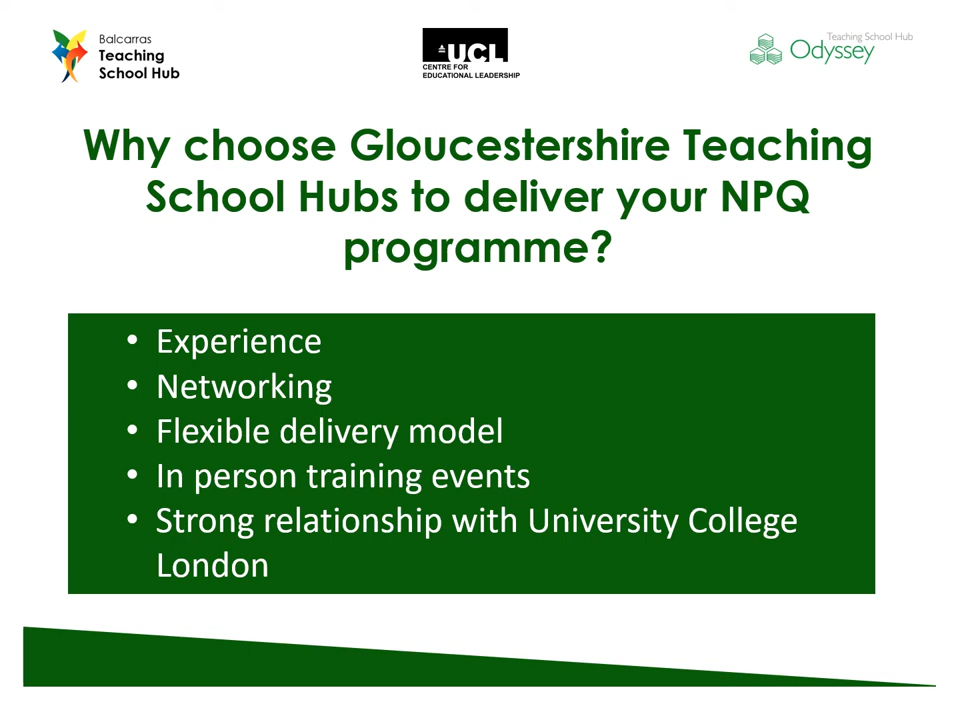 Balcarras
Teaching
School Hub
UCL
CENTRE FOR
EDUCATIONAL LEADERSHIP
Teaching School Hub
Odyssey
Why choose Gloucestershire Teaching
School Hubs to deliver your NPQ
programme?
• Experience
• Networking
• Flexible delivery model
• In person training events
• Strong relationship with University College
London